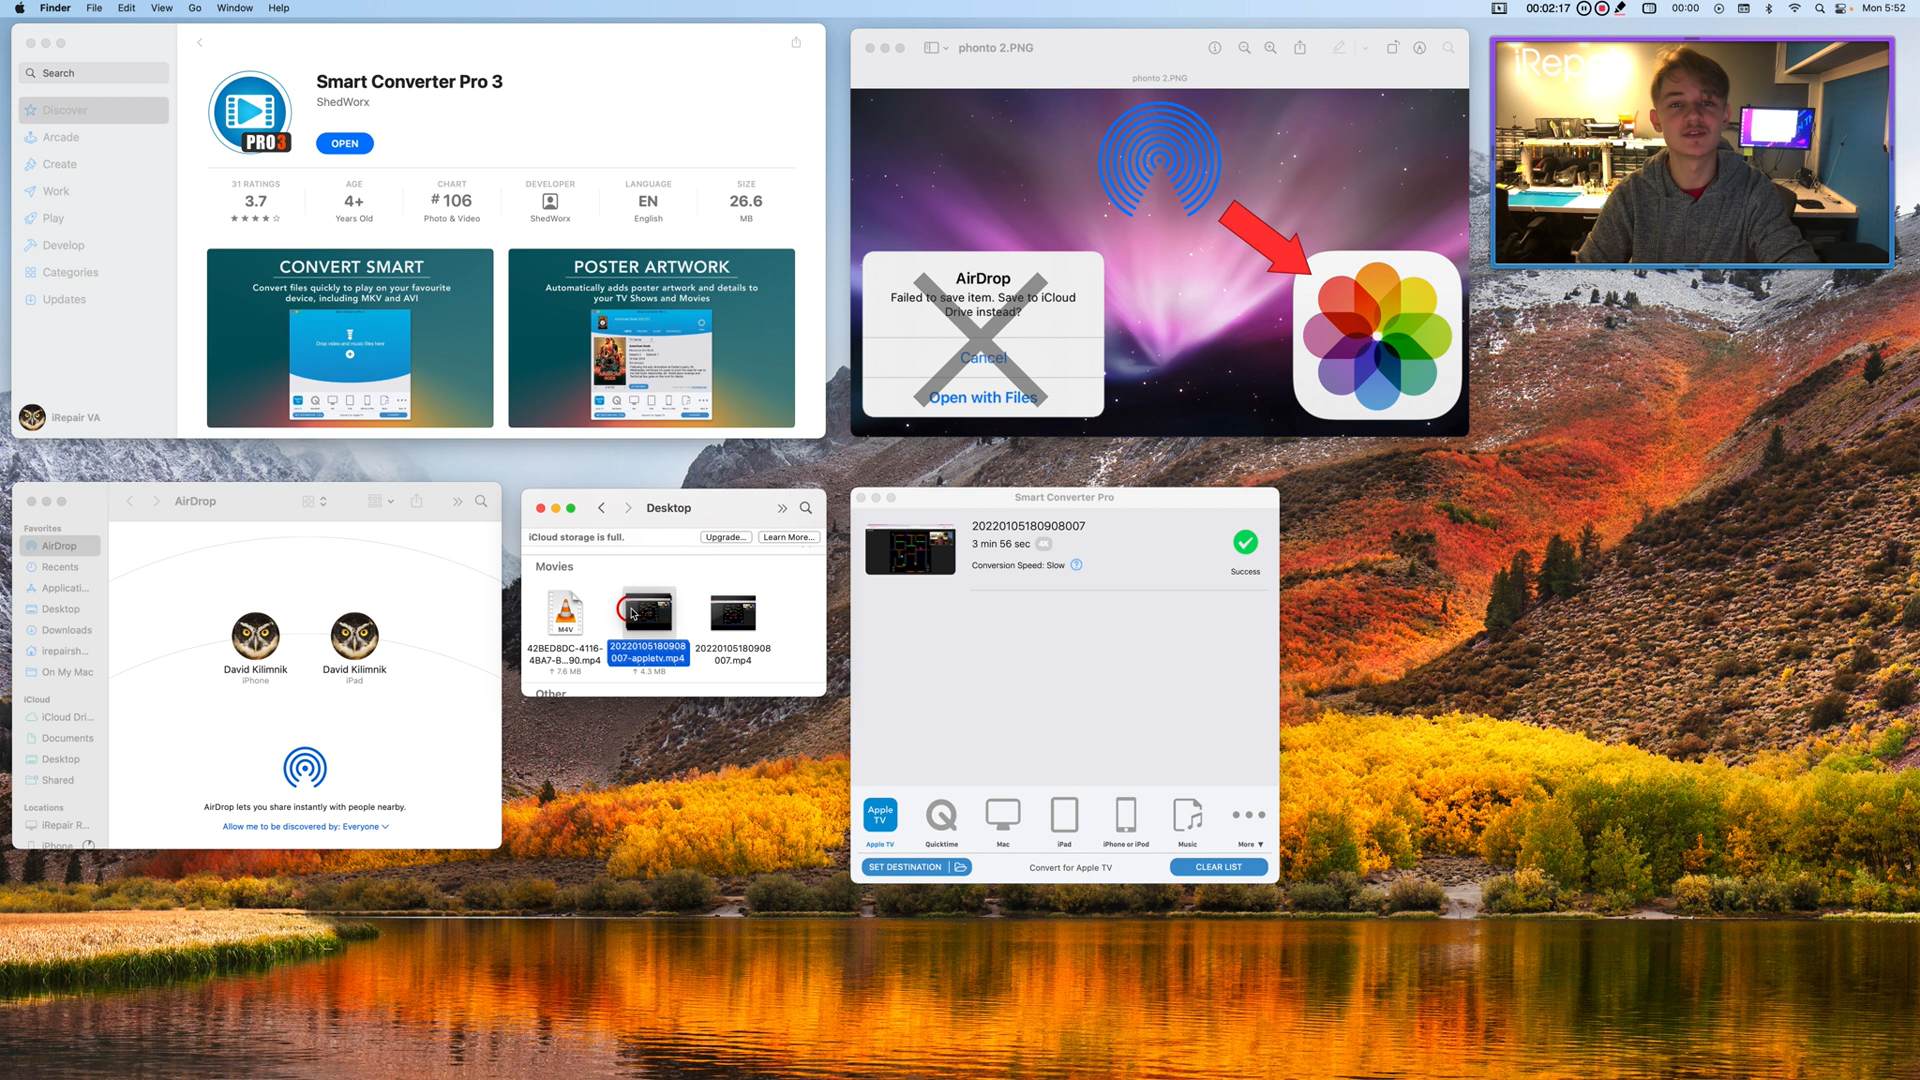 Finder File Edit View Go Window Help
00:02:17 00:00 Mon 5:52
Search
Discover
Arcade
Create
Work
Play
Develop
Categories
Updates
iRepair VA
Smart Converter Pro 3
ShedWorx
PRO3
OPEN
31 RATINGS AGE CHART DEVELOPER LANGUAGE SIZE
3.7 4+ #106 EN 26.6
Years Old Photo & Video ShedWorx English MB
CONVERT SMART
Convert files quickly to play on your favourite
device, including MKV and AVI
Drop video and music files here
POSTER ARTWORK
Automatically adds poster artwork and details to
your TV Shows and Movies
phonto 2.PNG
phonto 2.PNG
AirDrop
Failed to save item. Save to iCloud
Drive instead?
Cancel
Open with Files
AirDrop
Favorites
AirDrop
Recents
Applicati...
Desktop
Downloads
irepairsh...
On My Mac
iCloud
iCloud Dri...
Documents
Desktop
Shared
Locations
iRepair R...
iPhone
David Kilimnik
iPhone
David Kilimnik
iPad
AirDrop lets you share instantly with people nearby.
Allow me to be discovered by: Everyone
Desktop
iCloud storage is full. Upgrade... Learn More...
Movies
M4V
42BED8DC-4116-
4BA7-B...90.mp4
↑ 7.6 MB
20220105180908
007-appletv.mp4
↑ 4.3 MB
20220105180908
007.mp4
Other
Smart Converter Pro
20220105180908007
3 min 56 sec 4K
Conversion Speed: Slow ?
Success
Apple
TV
Apple TV Quicktime Mac iPad iPhone or iPod Music More ▼
SET DESTINATION Convert for Apple TV CLEAR LIST